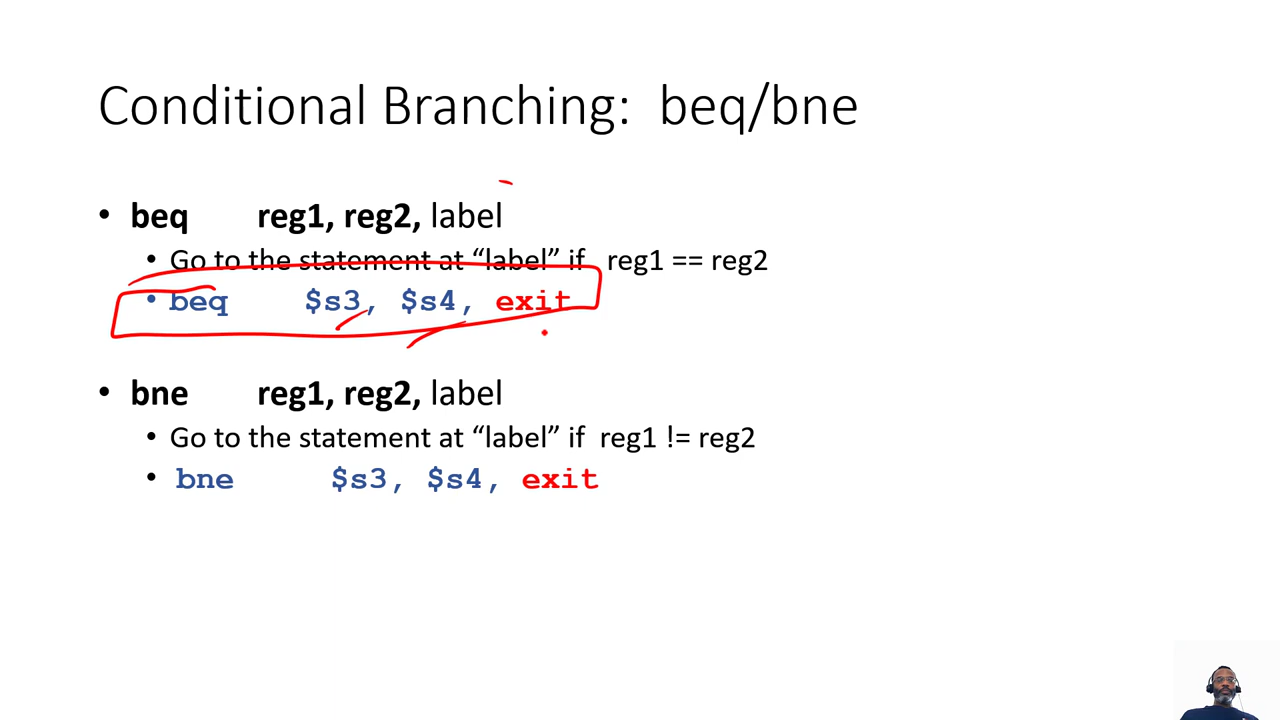 Conditional Branching: beq/bne
• beq reg1, reg2, label
• Go to the statement at “label” if reg1 == reg2
• beq $s3, $s4, exit
• bne reg1, reg2, label
• Go to the statement at “label” if reg1 != reg2
• bne $s3, $s4, exit